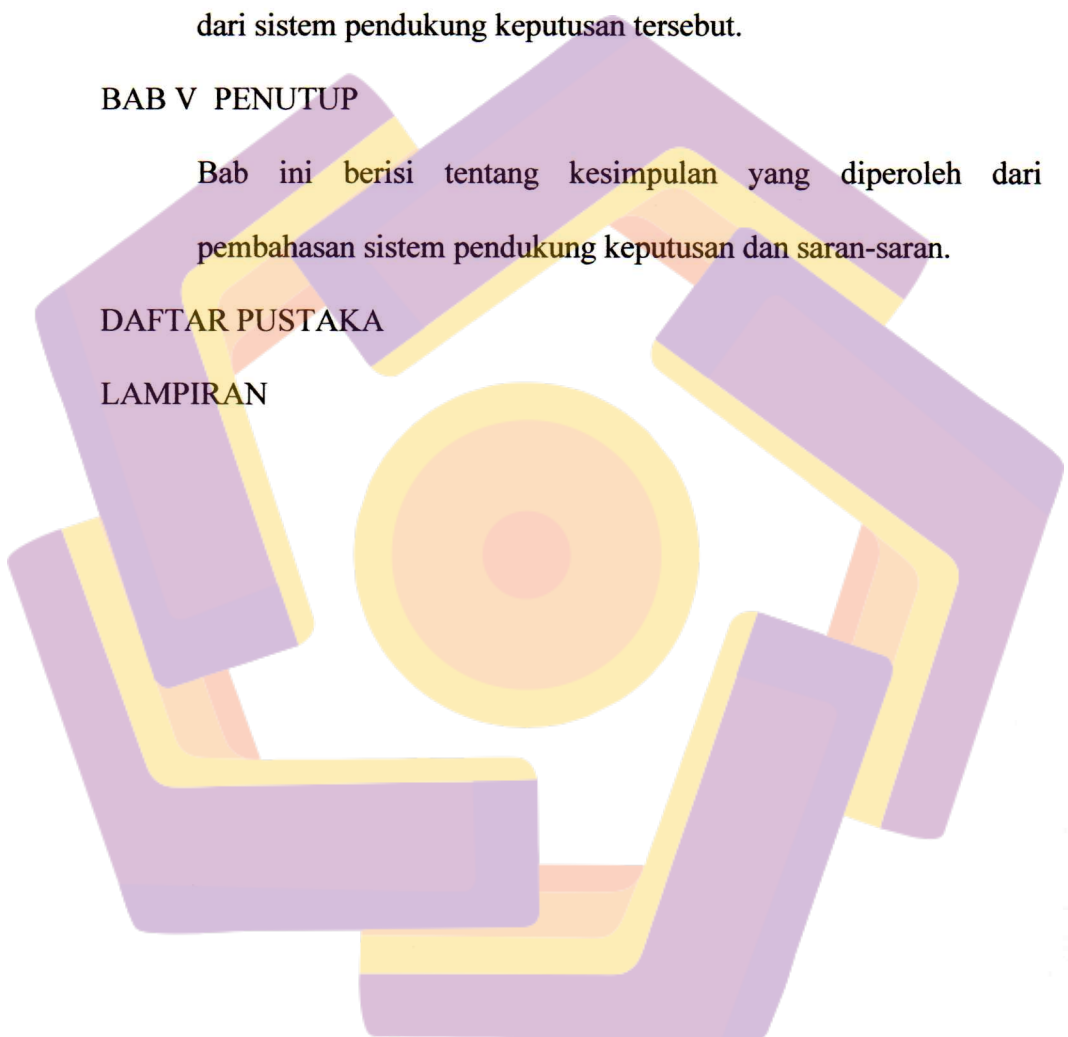 dari sistem pendukung keputusan tersebut.
BAB V PENUTUP
Bab ini berisi tentang kesimpulan yang diperoleh dari
pembahasan sistem pendukung keputusan dan saran-saran.
DAFTAR PUSTAKA
LAMPIRAN